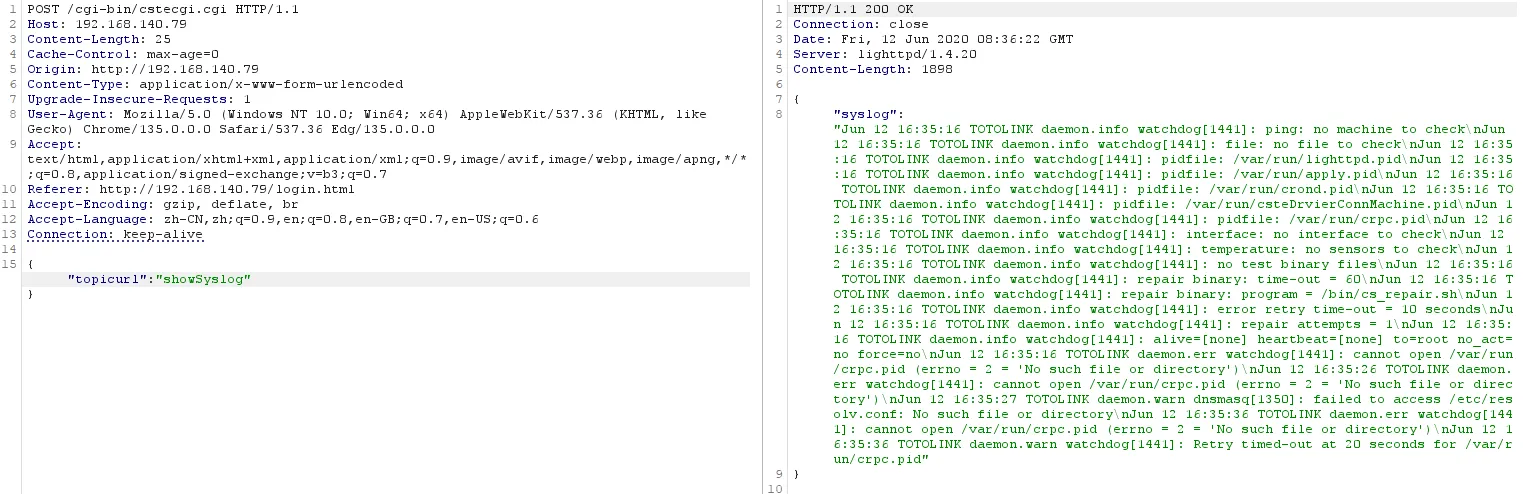 1 POST /cgi-bin/cstecgi.cgi HTTP/1.1
2 Host: 192.168.140.79
3 Content-Length: 25
4 Cache-Control: max-age=0
5 Origin: http://192.168.140.79
6 Content-Type: application/x-www-form-urlencoded
7 Upgrade-Insecure-Requests: 1
8 User-Agent: Mozilla/5.0 (Windows NT 10.0; Win64; x64) AppleWebKit/537.36 (KHTML, like
Gecko) Chrome/135.0.0.0 Safari/537.36 Edg/135.0.0.0
9 Accept:
text/html,application/xhtml+xml,application/xml;q=0.9,image/avif,image/webp,image/apng,*/*
;q=0.8,application/signed-exchange;v=b3;q=0.7
10 Referer: http://192.168.140.79/login.html
11 Accept-Encoding: gzip, deflate, br
12 Accept-Language: zh-CN,zh;q=0.9,en;q=0.8,en-GB;q=0.7,en-US;q=0.6
13 Connection: keep-alive
14
15 {
"topicurl":"showSyslog"
}
1 HTTP/1.1 200 OK
2 Connection: close
3 Date: Fri, 12 Jun 2020 08:36:22 GMT
4 Server: lighttpd/1.4.20
5 Content-Length: 1898
6
7 {
8 "syslog":
"Jun 12 16:35:16 TOTOLINK daemon.info watchdog[1441]: ping: no machine to check\nJun
12 16:35:16 TOTOLINK daemon.info watchdog[1441]: file: no file to check\nJun 12 16:35
:16 TOTOLINK daemon.info watchdog[1441]: pidfile: /var/run/lighttpd.pid\nJun 12 16:35
:16 TOTOLINK daemon.info watchdog[1441]: pidfile: /var/run/apply.pid\nJun 12 16:35:16
TOTOLINK daemon.info watchdog[1441]: pidfile: /var/run/crond.pid\nJun 12 16:35:16 TO
TOLINK daemon.info watchdog[1441]: pidfile: /var/run/csteDrvierConnMachine.pid\nJun 1
2 16:35:16 TOTOLINK daemon.info watchdog[1441]: pidfile: /var/run/crpc.pid\nJun 12 16
:35:16 TOTOLINK daemon.info watchdog[1441]: interface: no interface to check\nJun 12
16:35:16 TOTOLINK daemon.info watchdog[1441]: temperature: no sensors to check\nJun 1
2 16:35:16 TOTOLINK daemon.info watchdog[1441]: no test binary files\nJun 12 16:35:16
TOTOLINK daemon.info watchdog[1441]: repair binary: time-out = 60\nJun 12 16:35:16 T
OTOLINK daemon.info watchdog[1441]: repair binary: program = /bin/cs_repair.sh\nJun 1
2 16:35:16 TOTOLINK daemon.info watchdog[1441]: error retry time-out = 10 seconds\nJu
n 12 16:35:16 TOTOLINK daemon.info watchdog[1441]: repair attempts = 1\nJun 12 16:35:
16 TOTOLINK daemon.info watchdog[1441]: alive=[none] heartbeat=[none] to=root no_act=
no force=no\nJun 12 16:35:16 TOTOLINK daemon.err watchdog[1441]: cannot open /var/run
/crpc.pid (errno = 2 = 'No such file or directory')\nJun 12 16:35:26 TOTOLINK daemon.
err watchdog[1441]: cannot open /var/run/crpc.pid (errno = 2 = 'No such file or direc
tory')\nJun 12 16:35:27 TOTOLINK daemon.warn dnsmasq[1350]: failed to access /etc/res
olv.conf: No such file or directory\nJun 12 16:35:36 TOTOLINK daemon.err watchdog[144
1]: cannot open /var/run/crpc.pid (errno = 2 = 'No such file or directory')\nJun 12 1
6:35:36 TOTOLINK daemon.warn watchdog[1441]: Retry timed-out at 20 seconds for /var/r
un/crpc.pid"
9 }
10